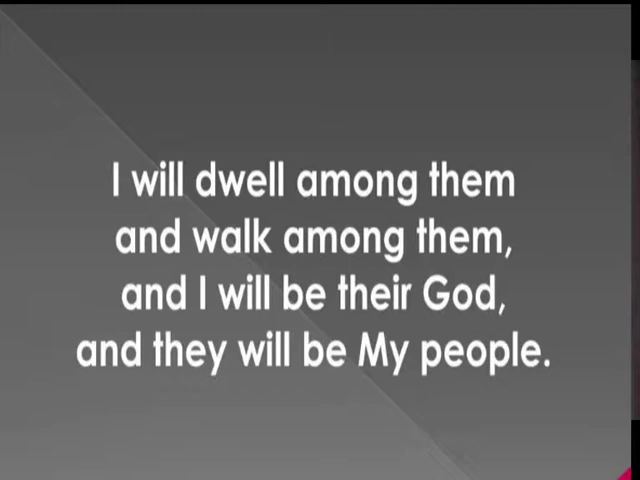 I will dwell among them
and walk among them,
and I will be their God,
and they will be My people.